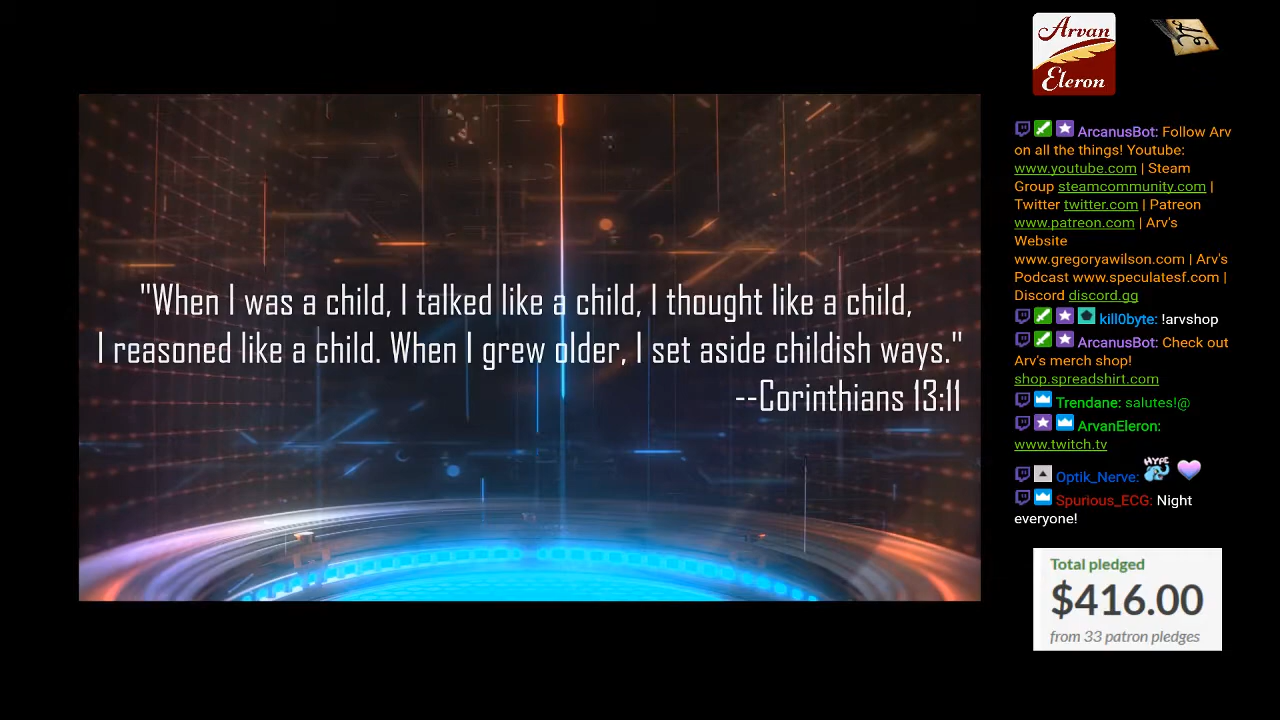 "When I was a child, I talked like a child, I thought like a child,
I reasoned like a child. When I grew older, I set aside childish ways."
--Corinthians 13:11
Arvan
Eleron
ArcanusBot: Follow Arv
on all the things! Youtube:
www.youtube.com | Steam
Group steamcommunity.com |
Twitter twitter.com | Patreon
www.patreon.com | Arv's
Website
www.gregoryawilson.com | Arv's
Podcast www.speculatesf.com |
Discord discord.gg
kill0byte: !arvshop
ArcanusBot: Check out
Arv's merch shop!
shop.spreadshirt.com
Trendane: salutes!@
ArvanEleron:
www.twitch.tv
Optik_Nerve: HYPE
Spurious_ECG: Night
everyone!
Total pledged
$416.00
from 33 patron pledges